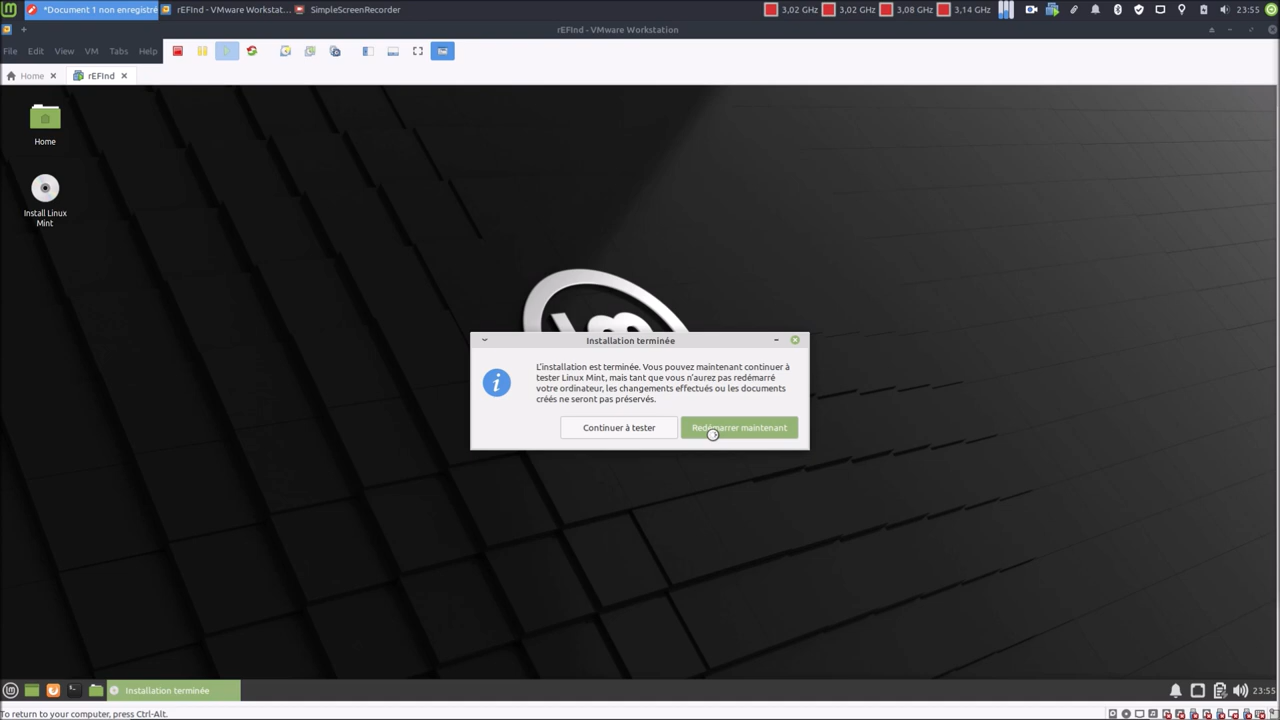 *Document 1 non enregistré
rEFInd - VMware Workstat...
SimpleScreenRecorder
3,02 GHz
3,02 GHz
3,08 GHz
3,14 GHz
23:55
rEFInd - VMware Workstation
File Edit View VM Tabs Help
Home
rEFInd
Home
Install Linux
Mint
Installation terminée
L'installation est terminée. Vous pouvez maintenant continuer à
tester Linux Mint, mais tant que vous n'aurez pas redémarré
votre ordinateur, les changements effectués ou les documents
créés ne seront pas préservés.
Continuer à tester
Redémarrer maintenant
Installation terminée
23:55
To return to your computer, press Ctrl-Alt.